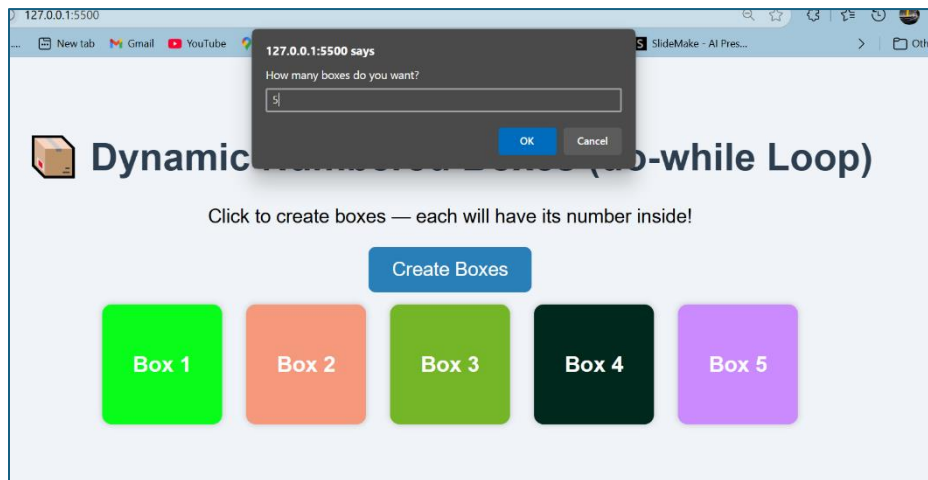 127.0.0.1:5500
... New tab Gmail YouTube S SlideMake - AI Pres... > Oth
127.0.0.1:5500 says
How many boxes do you want?
5
OK Cancel
Dynamic (do-while Loop)
Click to create boxes — each will have its number inside!
Create Boxes
Box 1 Box 2 Box 3 Box 4 Box 5